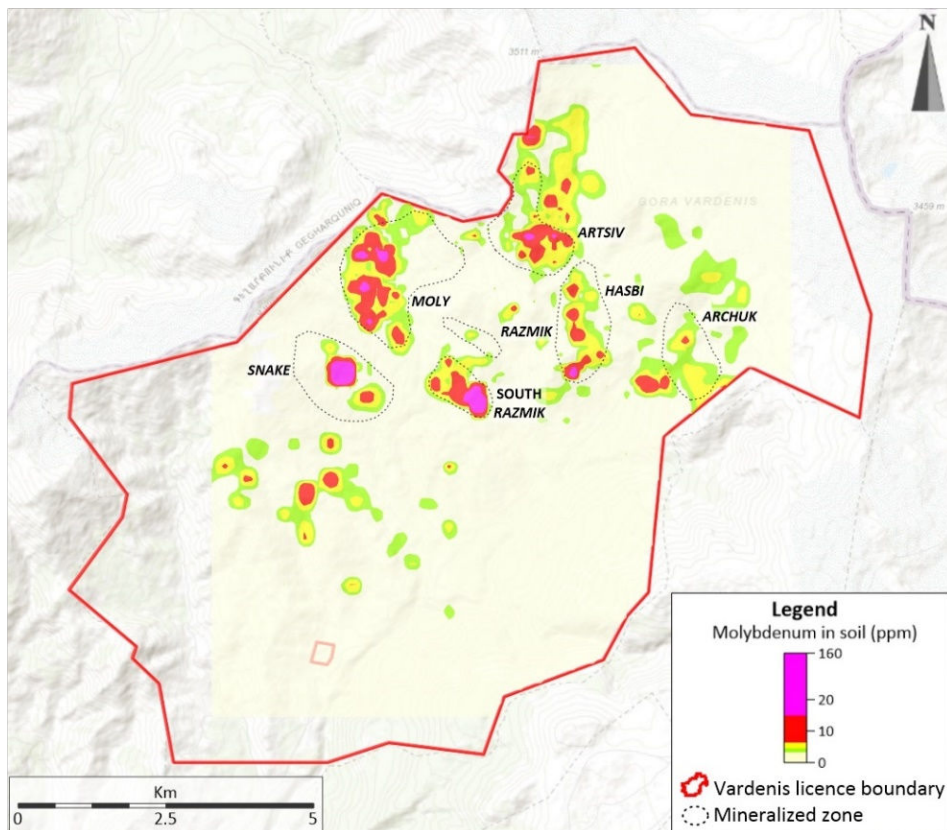 3511 m
N
GORA VARDENIS
3459 m
GEGHARQUNIQ
ARTSIV
MOLY
HASBI
RAZMIK
ARCHUK
SNAKE
SOUTH
RAZMIK
Legend
Molybdenum in soil (ppm)
160
20
10
0
Vardenis licence boundary
Mineralized zone
Km
0 2.5 5